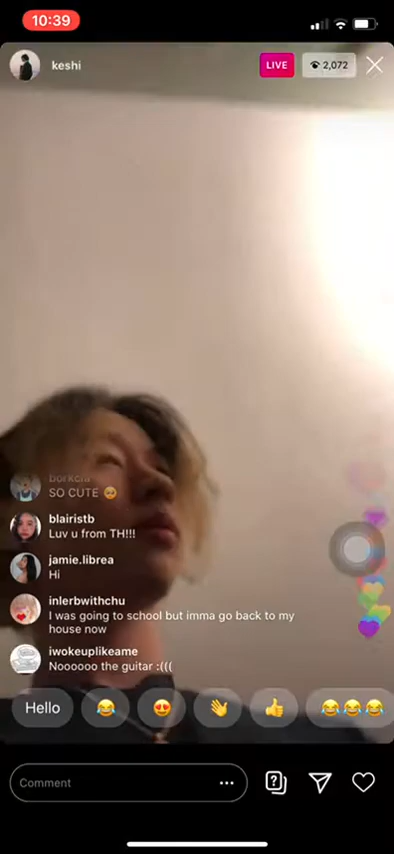 10:39
keshi
LIVE
2,072
borkchi
SO CUTE 🥺
blairistb
Luv u from TH!!!
jamie.librea
Hi
inlerbwithchu
I was going to school but imma go back to my
house now
iwokeuplikeame
Noooooo the guitar :(((
Hello
😂
😍
👋
👍
😂😂😂
Comment